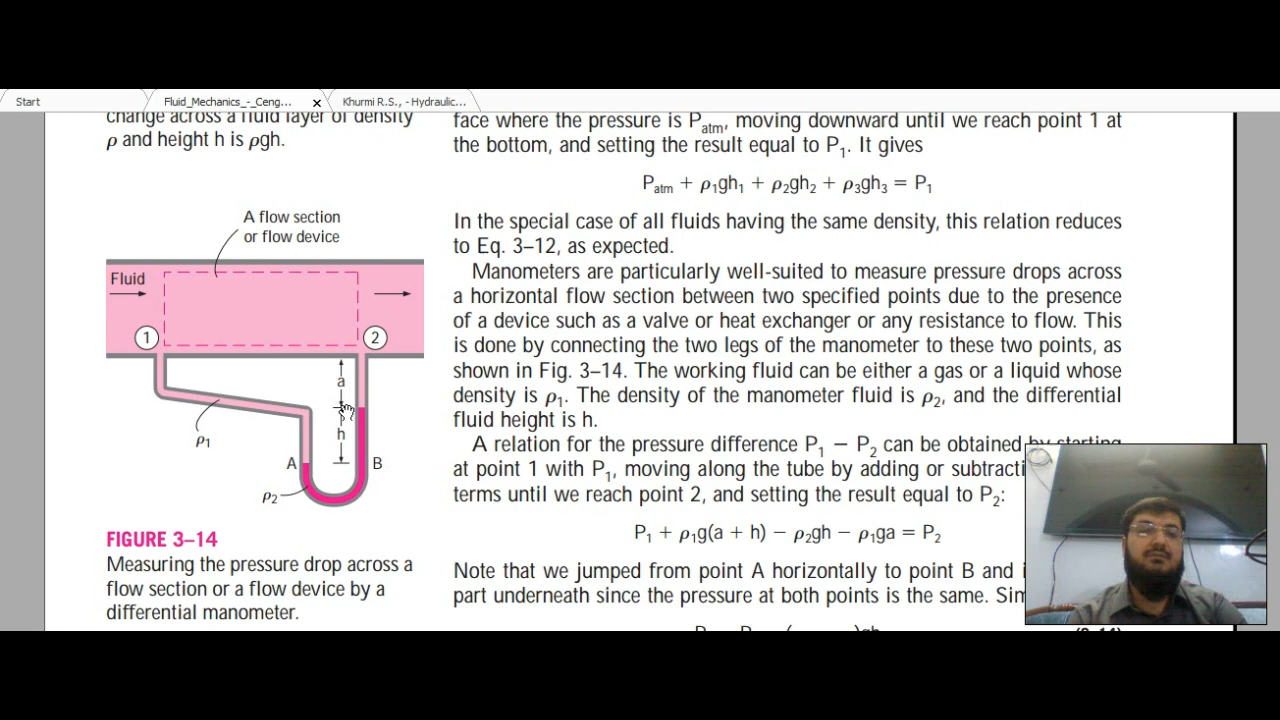 Start
Fluid_Mechanics_-_Ceng...
Khurmi R.S., - Hydraulic...
change across a fluid layer of density
ρ and height h is ρgh.
A flow section
or flow device
Fluid
1
2
a
h
ρ1
A
B
ρ2
FIGURE 3–14
Measuring the pressure drop across a
flow section or a flow device by a
differential manometer.
face where the pressure is Patm, moving downward until we reach point 1 at
the bottom, and setting the result equal to P1. It gives
Patm + ρ1gh1 + ρ2gh2 + ρ3gh3 = P1
In the special case of all fluids having the same density, this relation reduces
to Eq. 3–12, as expected.
Manometers are particularly well-suited to measure pressure drops across
a horizontal flow section between two specified points due to the presence
of a device such as a valve or heat exchanger or any resistance to flow. This
is done by connecting the two legs of the manometer to these two points, as
shown in Fig. 3–14. The working fluid can be either a gas or a liquid whose
density is ρ1. The density of the manometer fluid is ρ2, and the differential
fluid height is h.
A relation for the pressure difference P1 − P2 can be obtained by starting
at point 1 with P1, moving along the tube by adding or subtracti
terms until we reach point 2, and setting the result equal to P2:
P1 + ρ1g(a + h) − ρ2gh − ρ1ga = P2
Note that we jumped from point A horizontally to point B and i
part underneath since the pressure at both points is the same. Sim